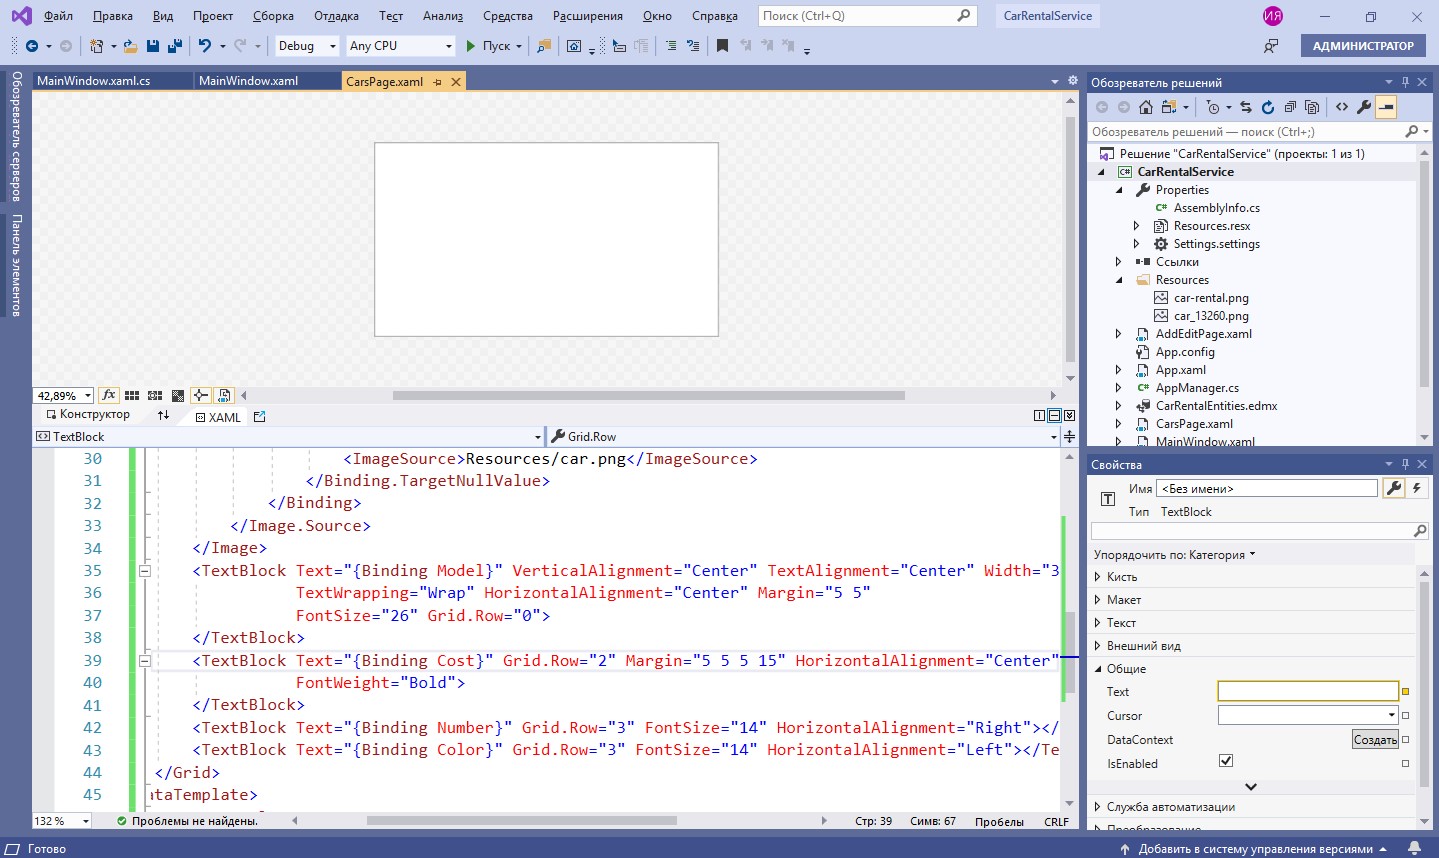 Файл Правка Вид Проект Сборка Отладка Тест Анализ Средства Расширения Окно Справка Поиск (Ctrl+Q) CarRentalService ИЯ
Debug Any CPU Пуск АДМИНИСТРАТОР
Обозреватель серверов
Панель элементов
MainWindow.xaml.cs MainWindow.xaml CarsPage.xaml
42,89%
Конструктор XAML
TextBlock Grid.Row
30 <ImageSource>Resources/car.png</ImageSource>
31 </Binding.TargetNullValue>
32 </Binding>
33 </Image.Source>
34 </Image>
35 <TextBlock Text="{Binding Model}" VerticalAlignment="Center" TextAlignment="Center" Width="3
36 TextWrapping="Wrap" HorizontalAlignment="Center" Margin="5 5"
37 FontSize="26" Grid.Row="0">
38 </TextBlock>
39 <TextBlock Text="{Binding Cost}" Grid.Row="2" Margin="5 5 5 15" HorizontalAlignment="Center"
40 FontWeight="Bold">
41 </TextBlock>
42 <TextBlock Text="{Binding Number}" Grid.Row="3" FontSize="14" HorizontalAlignment="Right"></
43 <TextBlock Text="{Binding Color}" Grid.Row="3" FontSize="14" HorizontalAlignment="Left"></Te
44 </Grid>
45 ataTemplate>
132 % Проблемы не найдены. Стр: 39 Симв: 67 Пробелы CRLF
Обозреватель решений
Обозреватель решений — поиск (Ctrl+;)
Решение "CarRentalService" (проекты: 1 из 1)
CarRentalService
Properties
AssemblyInfo.cs
Resources.resx
Settings.settings
Ссылки
Resources
car-rental.png
car_13260.png
AddEditPage.xaml
App.config
App.xaml
AppManager.cs
CarRentalEntities.edmx
CarsPage.xaml
MainWindow.xaml
Свойства
Имя <Без имени>
Тип TextBlock
Упорядочить по: Категория
Кисть
Макет
Текст
Внешний вид
Общие
Text
Cursor
DataContext Создать
IsEnabled
Служба автоматизации
Преобразование
Готово Добавить в систему управления версиями